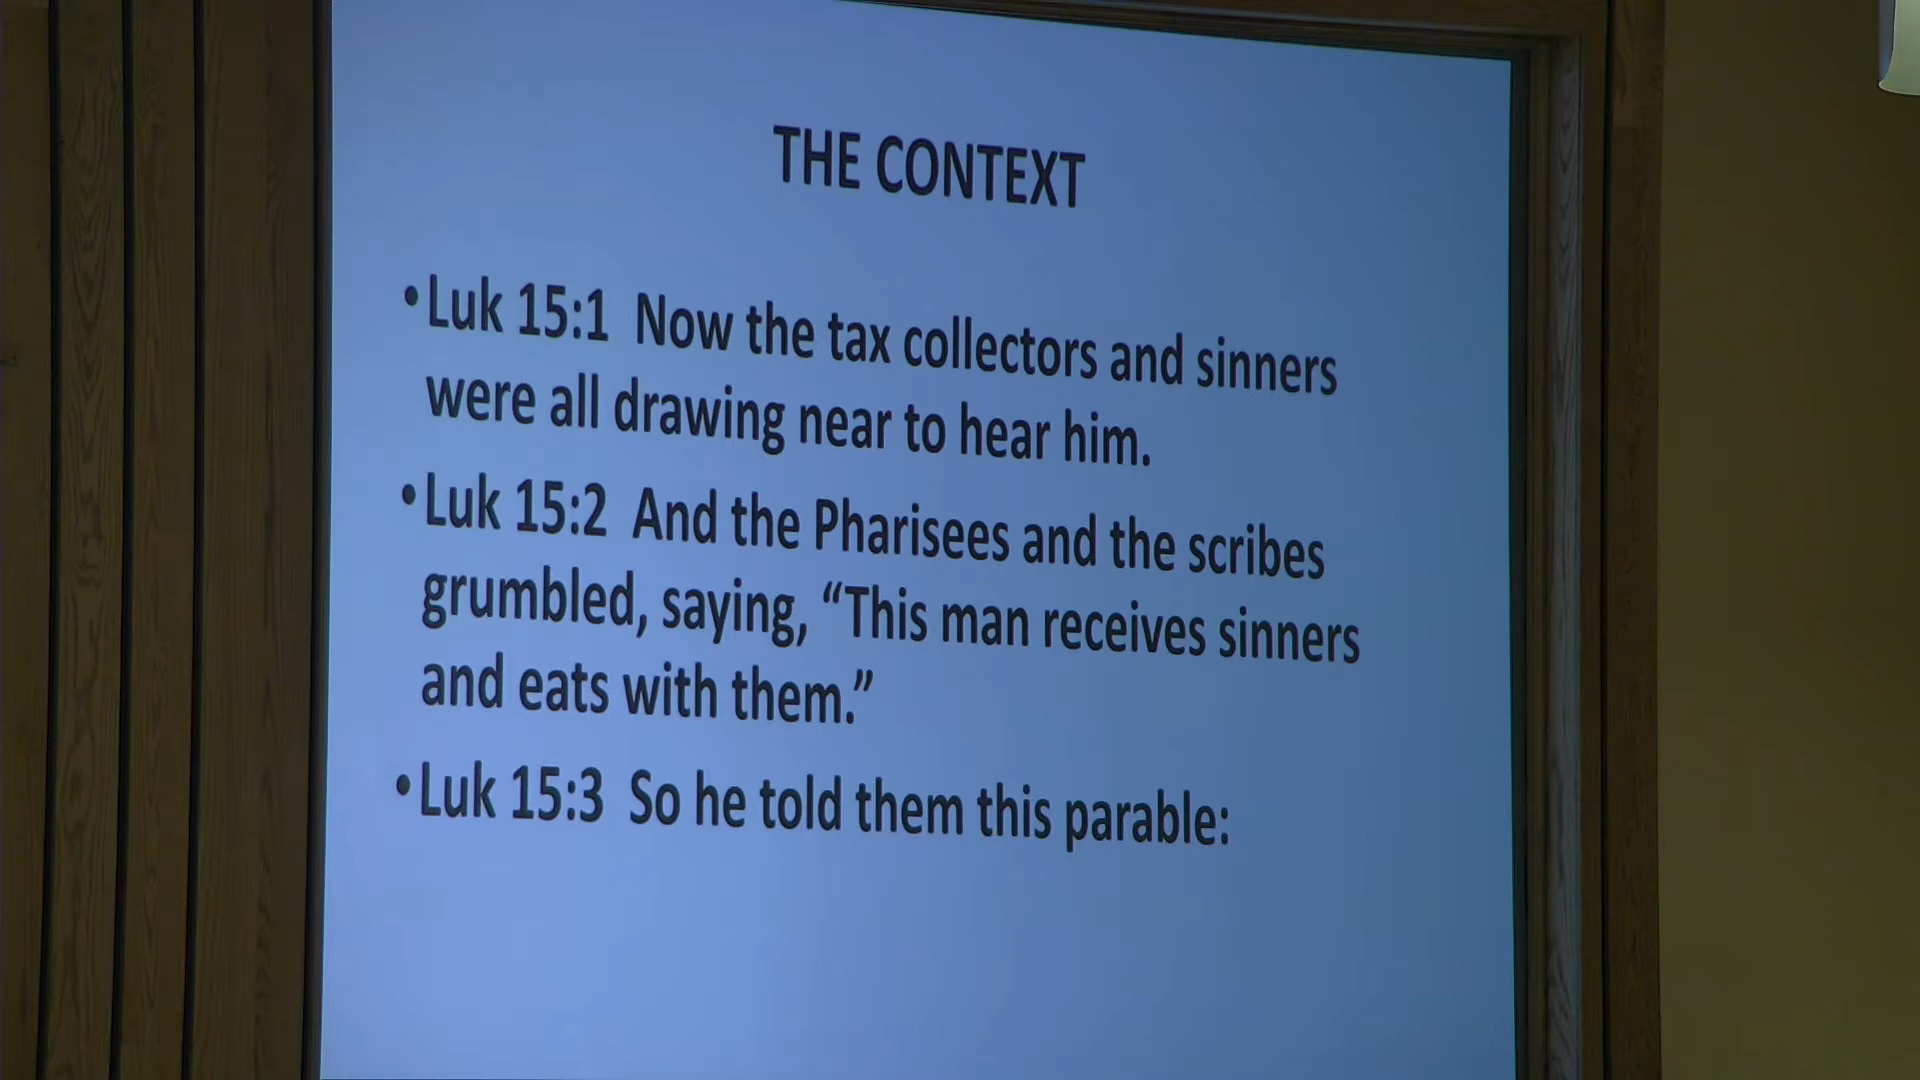 THE CONTEXT
•Luk 15:1  Now the tax collectors and sinners
were all drawing near to hear him.
•Luk 15:2  And the Pharisees and the scribes
grumbled, saying, “This man receives sinners
and eats with them.”
•Luk 15:3  So he told them this parable: